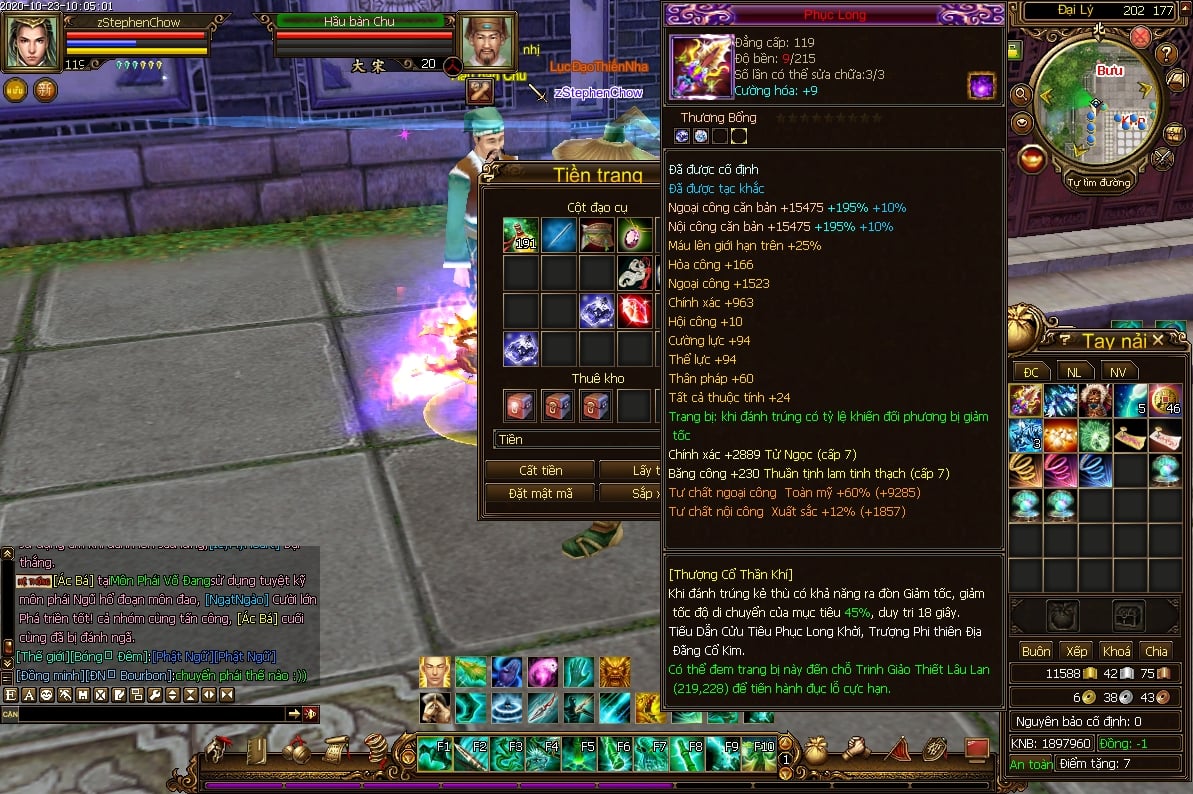 2020-10-23-10:05:01
zStephenChow
119
Hầu bàn Chu
大宋
20
nhị
LucĐạoThiênNha
zStephenChow
Phục Long
Đẳng cấp: 119
Độ bền: 9/215
Số lần có thể sửa chữa:3/3
Cường hóa: +9
Thương Bổng
Đã được cố định
Đã được tạc khắc
Ngoại công căn bản +15475 +195% +10%
Nội công căn bản +15475 +195% +10%
Máu lên giới hạn trên +25%
Hỏa công +166
Ngoại công +1523
Chính xác +963
Hội công +10
Cường lực +94
Thể lực +94
Thân pháp +60
Tất cả thuộc tính +24
Trang bị: khi đánh trúng có tỷ lệ khiến đối phương bị giảm
tốc
Chính xác +2889 Tử Ngọc (cấp 7)
Băng công +230 Thuần tịnh lam tinh thạch (cấp 7)
Tư chất ngoại công Toàn mỹ +60% (+9285)
Tư chất nội công Xuất sắc +12% (+1857)
[Thượng Cổ Thần Khí]
Khi đánh trúng kẻ thù có khả năng ra đòn Giảm tốc, giảm
tốc độ di chuyển của mục tiêu 45%, duy trì 18 giây.
Tiếu Dẫn Cửu Tiêu Phục Long Khởi, Trượng Phi thiên Địa
Đẳng Cổ Kim.
Có thể đem trang bị này đến chỗ Trinh Giảo Thiết Lâu Lan
(219,228) để tiến hành đục lỗ cực hạn.
Tiền trang
Cột đạo cụ
191
Thuê kho
Tiền
Cất tiền
Lấy t
Đặt mật mã
Sắp x
Đại Lý
202 177
北
Bưu
Tự tìm đường
Tay nải
ĐC
NL
NV
5
46
3
Buôn
Xếp
Khoá
Chia
11588 42 75
6 38 43
Nguyên bảo cố định: 0
KNB: 1897960
Đồng: -1
An toàn
Điểm tặng: 7
thắng.
[Ác Bá] tạiMôn Phái Võ Đangsử dụng tuyệt kỹ
môn phái Ngũ hổ đoạn môn đao, [NgạtNgào] Cười lớn
Phá triển tốt! cả nhóm cùng tấn công, [Ác Bá] cuối
cùng đã bị đánh ngã.
[Thế giới][Bóng□ Đêm]:[Phật Ngữ][Phật Ngữ]
[Đồng minh][ĐN□ Bourbon]:chuyển phái thế nào :))
CẬN
F1
F2
F3
F4
F5
F6
F7
F8
F9
F10
1